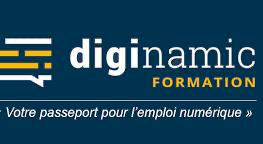 diginamic
FORMATION
« Votre passeport pour l'emploi numérique »